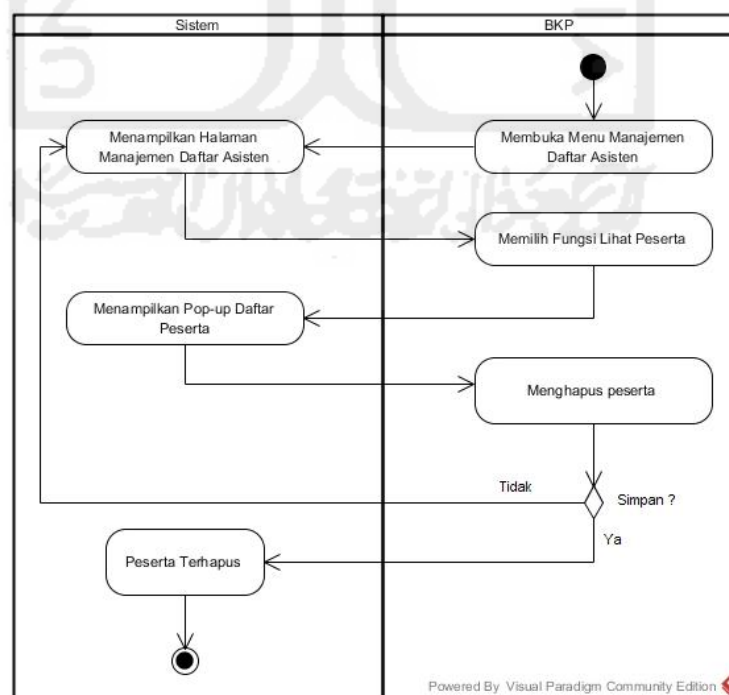 Sistem
BKP
Menampilkan Halaman
Manajemen Daftar Asisten
Membuka Menu Manajemen
Daftar Asisten
Memilih Fungsi Lihat Peserta
Menampilkan Pop-up Daftar
Peserta
Menghapus peserta
Tidak
Simpan ?
Ya
Peserta Terhapus
Powered By Visual Paradigm Community Edition